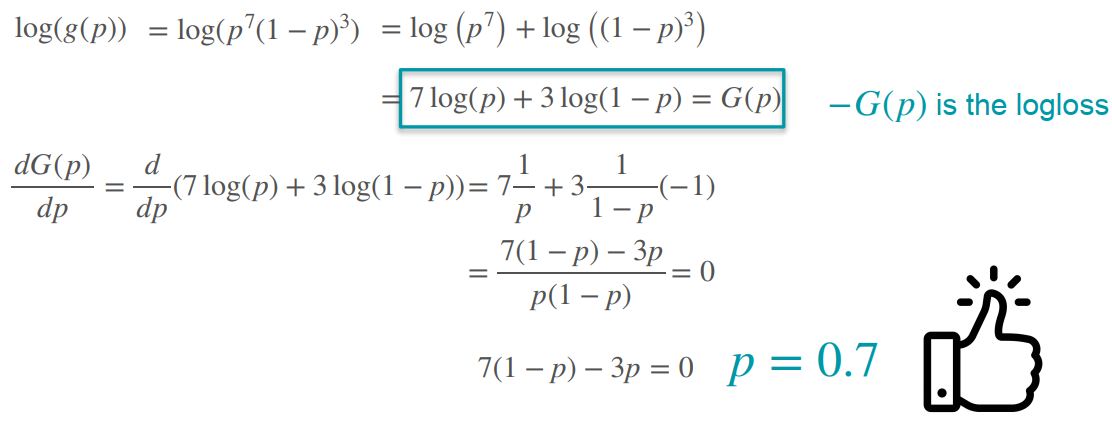 log(g(p)) = log(p⁷(1 − p)³) = log (p⁷) + log ((1 − p)³)
= 7 log(p) + 3 log(1 − p) = G(p)
−G(p) is the logloss
dG(p)/dp = d/dp (7 log(p) + 3 log(1 − p)) = 7 1/p + 3 1/(1 − p) (−1)
= (7(1 − p) − 3p)/(p(1 − p)) = 0
7(1 − p) − 3p = 0
p = 0.7